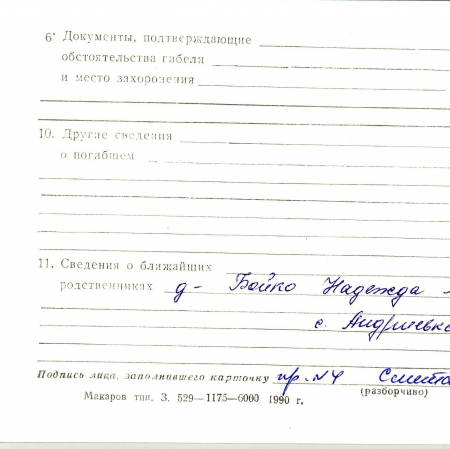 6· Документы, подтверждающие
обстоятельства гибели
и место захоронения
10. Другие сведения
о погибшем
11. Сведения о ближайших
родственниках д- Бойко Надежда
с. Андриевка
Подпись лица, заполнившего карточку пр. №4
(разборчиво)
Макаров тип. З. 529—1175—6000 1990 г.